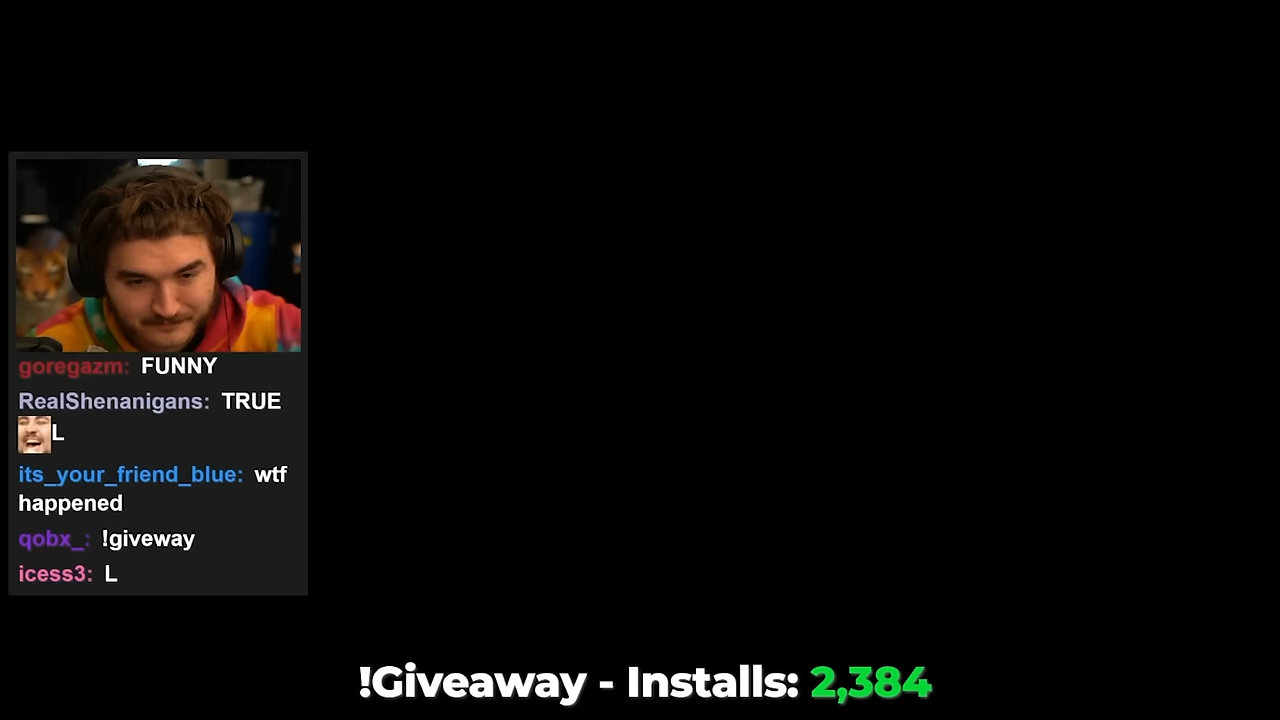 goregazm: FUNNY
RealShenanigans: TRUE
L
its_your_friend_blue: wtf
happened
qobx_: !giveway
icess3: L
!Giveaway - Installs: 2,384